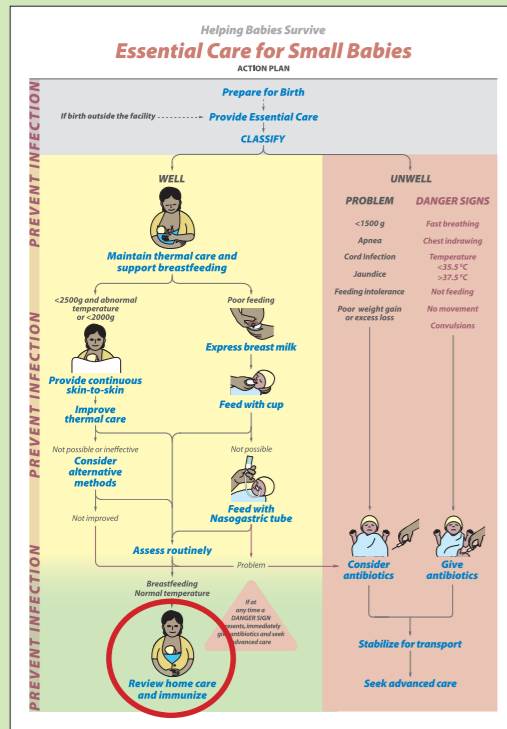 Helping Babies Survive
Essential Care for Small Babies
ACTION PLAN
PREVENT INFECTION
Prepare for Birth
If birth outside the facility
Provide Essential Care
CLASSIFY
WELL
UNWELL
PROBLEM
DANGER SIGNS
<1500 g
Fast breathing
Apnea
Chest indrawing
Cord Infection
Temperature
<35.5 °C
>37.5 °C
Jaundice
Feeding intolerance
Not feeding
Poor weight gain
or excess loss
No movement
Convulsions
Maintain thermal care and
support breastfeeding
PREVENT INFECTION
<2500g and abnormal
temperature
or <2000g
Poor feeding
Express breast milk
Provide continuous
skin-to-skin
Improve
thermal care
Feed with cup
Not possible or ineffective
Not possible
Consider
alternative
methods
Feed with
Nasogastric tube
Not improved
Assess routinely
Problem
Consider
antibiotics
Give
antibiotics
PREVENT INFECTION
Breastfeeding
Normal temperature
If at
any time a
DANGER SIGN
presents, immediately
give antibiotics and seek
advanced care
Review home care
and immunize
Stabilize for transport
Seek advanced care